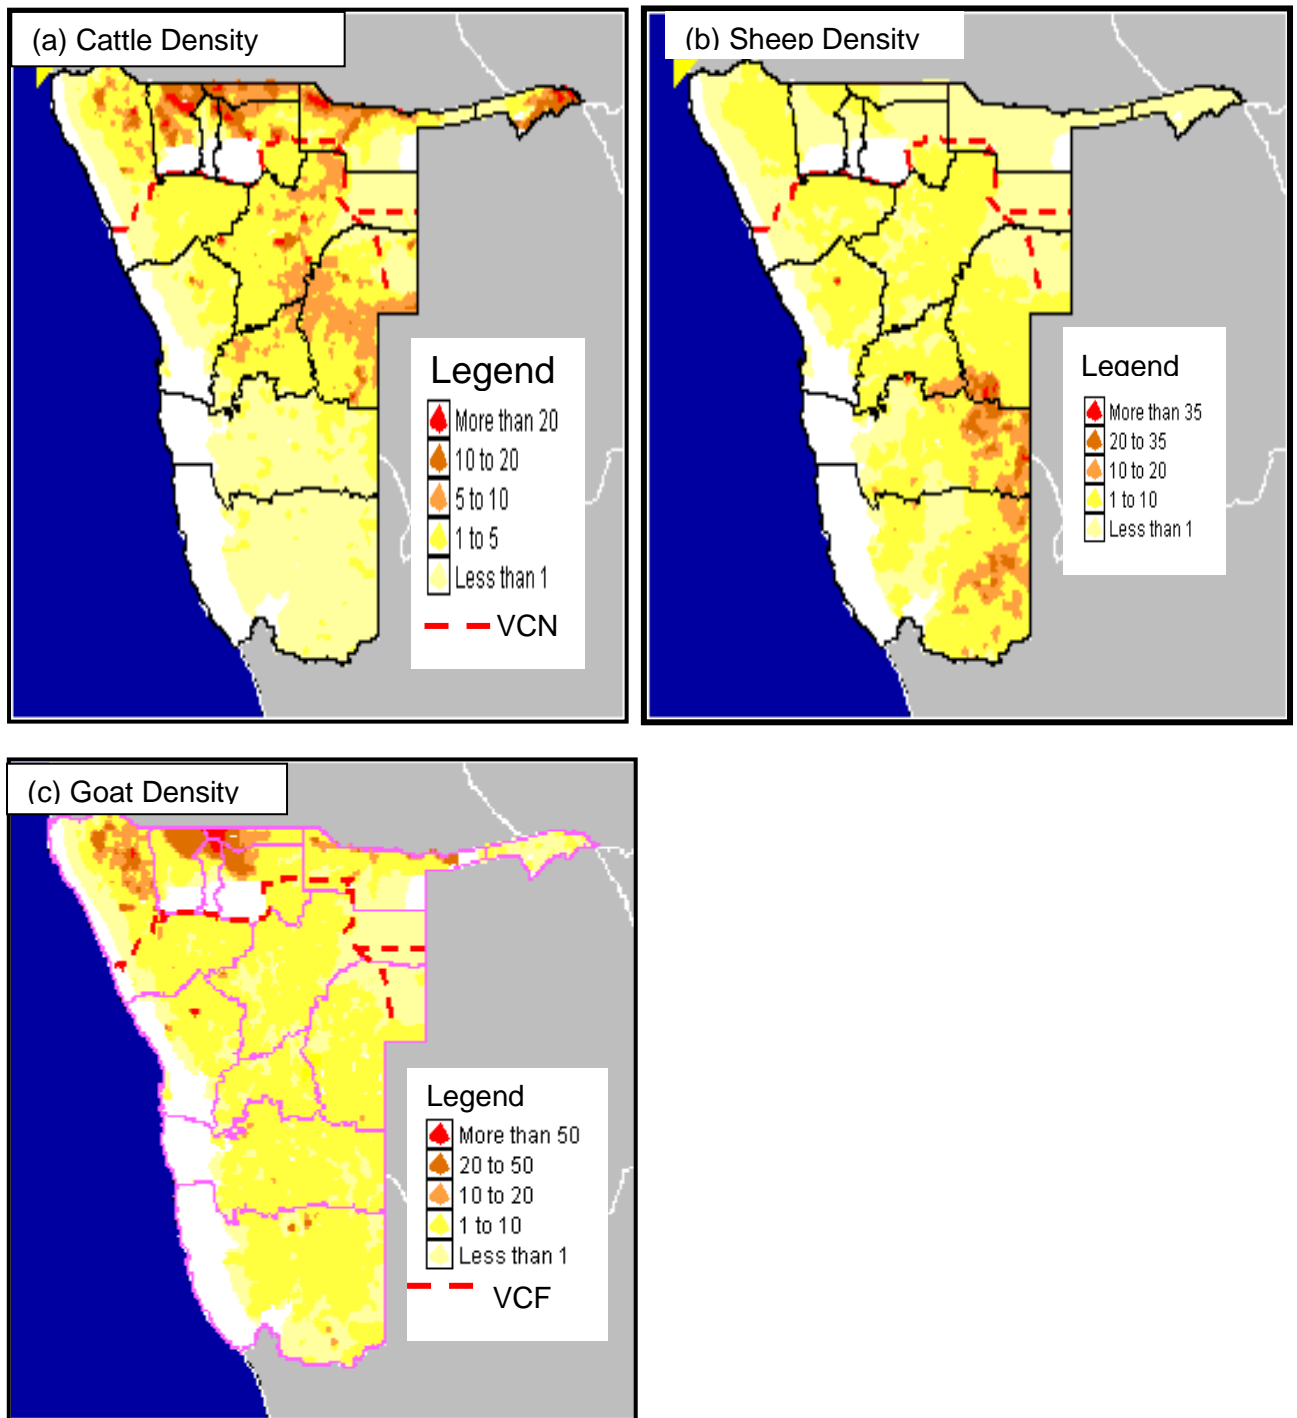 (a) Cattle Density
Legend
More than 20
10 to 20
5 to 10
1 to 5
Less than 1
VCN
(b) Sheep Density
Legend
More than 35
20 to 35
10 to 20
1 to 10
Less than 1
(c) Goat Density
Legend
More than 50
20 to 50
10 to 20
1 to 10
Less than 1
VCF